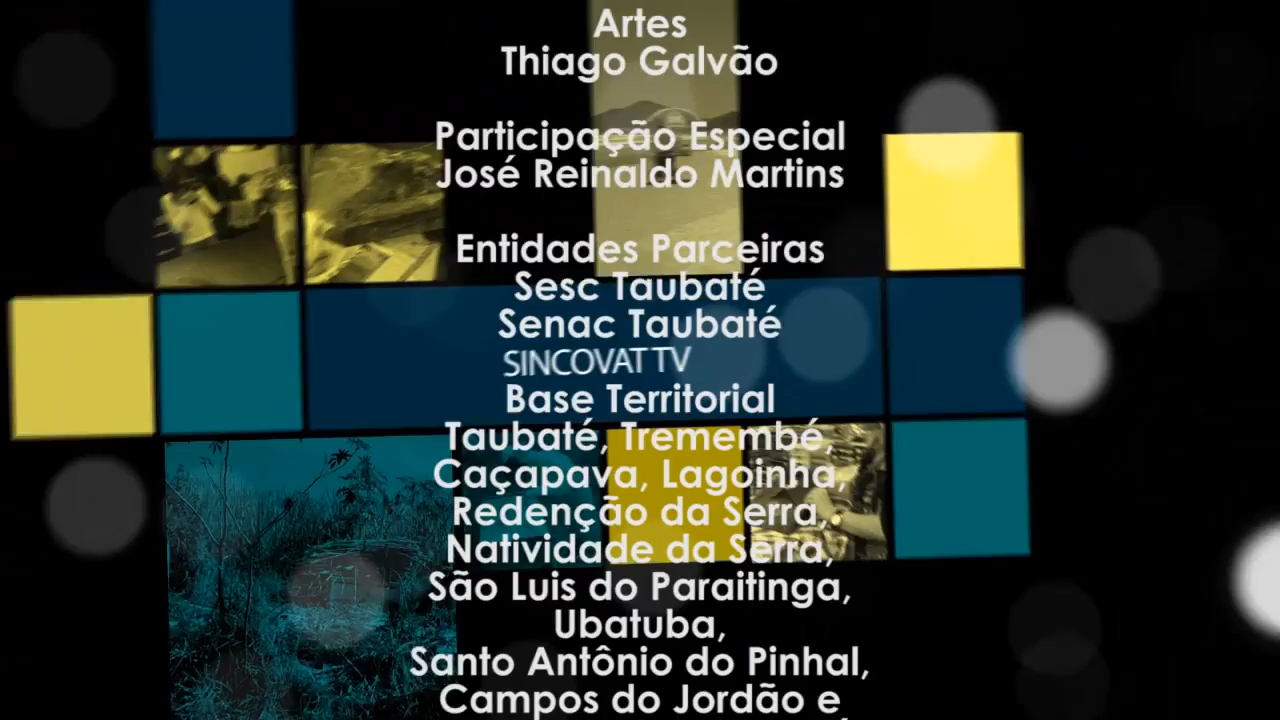 Artes
Thiago Galvão
Participação Especial
José Reinaldo Martins
Entidades Parceiras
Sesc Taubaté
Senac Taubaté
SINCOVAT TV
Base Territorial
Taubaté, Tremembé,
Caçapava, Lagoinha,
Redenção da Serra,
Natividade da Serra,
São Luis do Paraitinga,
Ubatuba,
Santo Antônio do Pinhal,
Campos do Jordão e